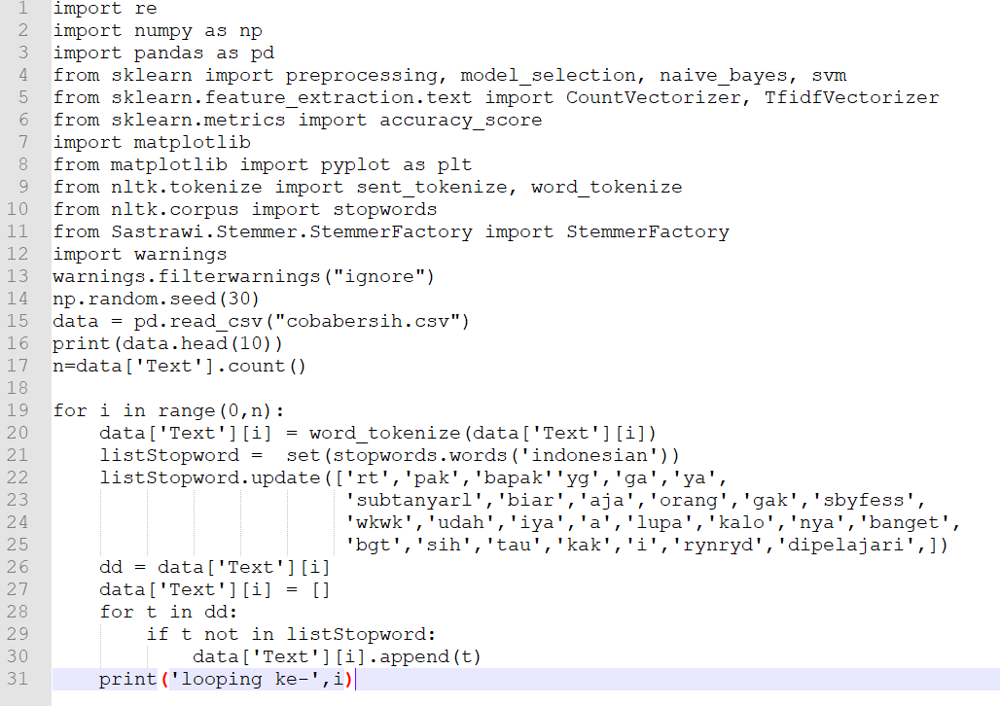 1 import re
2 import numpy as np
3 import pandas as pd
4 from sklearn import preprocessing, model_selection, naive_bayes, svm
5 from sklearn.feature_extraction.text import CountVectorizer, TfidfVectorizer
6 from sklearn.metrics import accuracy_score
7 import matplotlib
8 from matplotlib import pyplot as plt
9 from nltk.tokenize import sent_tokenize, word_tokenize
10 from nltk.corpus import stopwords
11 from Sastrawi.Stemmer.StemmerFactory import StemmerFactory
12 import warnings
13 warnings.filterwarnings("ignore")
14 np.random.seed(30)
15 data = pd.read_csv("cobabersih.csv")
16 print(data.head(10))
17 n=data['Text'].count()
18
19 for i in range(0,n):
20     data['Text'][i] = word_tokenize(data['Text'][i])
21     listStopword =  set(stopwords.words('indonesian'))
22     listStopword.update(['rt','pak','bapak''yg','ga','ya',
23                          'subtanyarl','biar','aja','orang','gak','sbyfess',
24                          'wkwk','udah','iya','a','lupa','kalo','nya','banget',
25                          'bgt','sih','tau','kak','i','rynryd','dipelajari',])
26     dd = data['Text'][i]
27     data['Text'][i] = []
28     for t in dd:
29         if t not in listStopword:
30             data['Text'][i].append(t)
31     print('looping ke-',i)